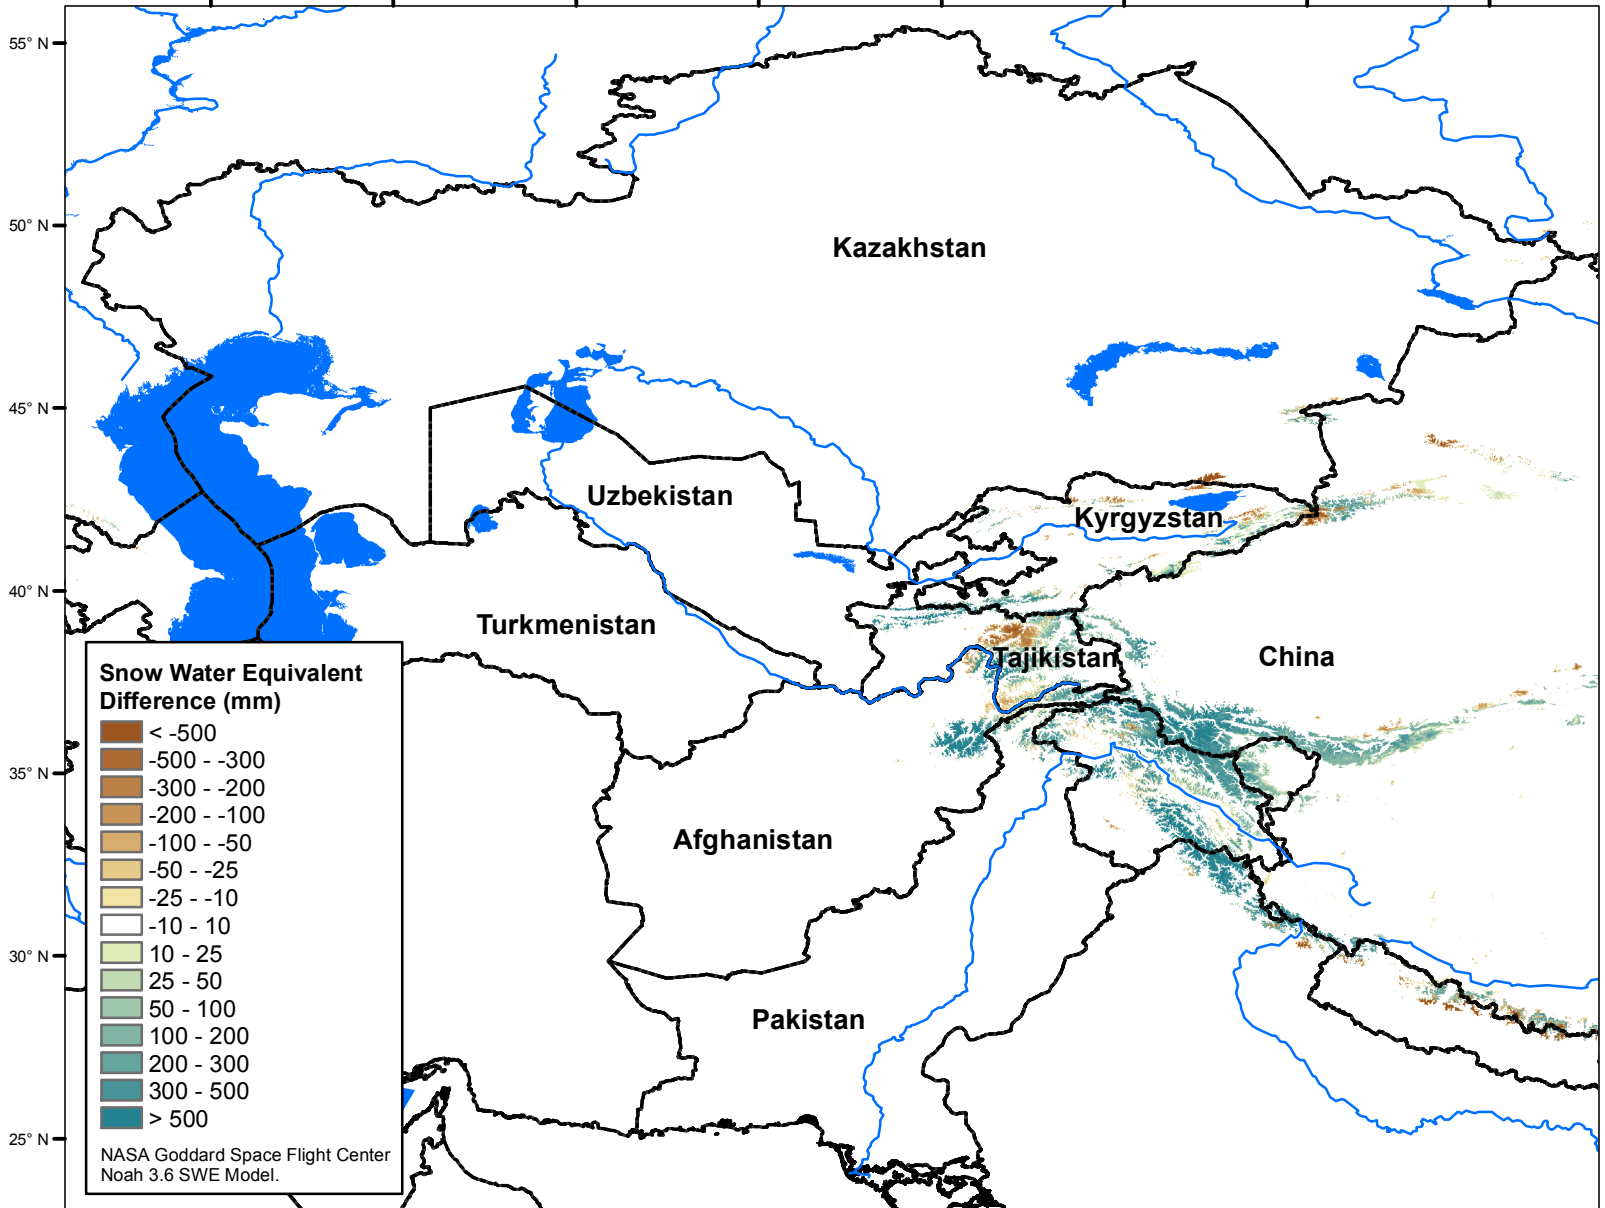 55° N
50° N
Kazakhstan
45° N
Uzbekistan
Kyrgyzstan
40° N
Turkmenistan
Tajikistan
China
35° N
Afghanistan
30° N
Pakistan
25° N
Snow Water Equivalent
Difference (mm)
< -500
-500 - -300
-300 - -200
-200 - -100
-100 - -50
-50 - -25
-25 - -10
-10 - 10
10 - 25
25 - 50
50 - 100
100 - 200
200 - 300
300 - 500
> 500
NASA Goddard Space Flight Center
Noah 3.6 SWE Model.